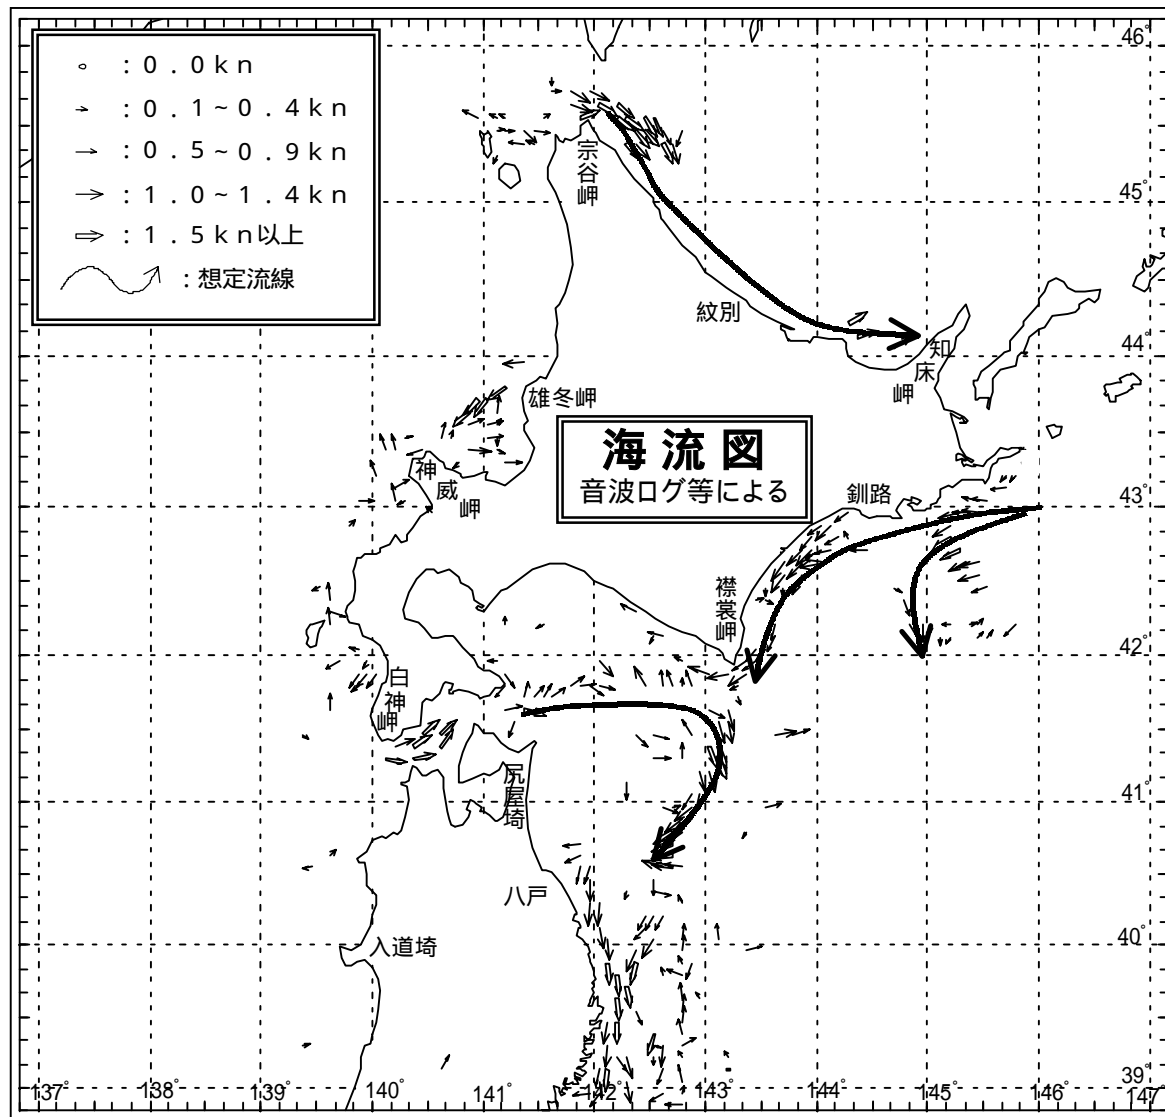 ：０．０ｋｎ
：０．１~０．４ｋｎ
：０．５~０．９ｋｎ
：１．０~１．４ｋｎ
：１．５ｋｎ以上
：想定流線
46°
宗谷岬
45°
紋別
44°
知床岬
雄冬岬
海流図
音波ログ等による
神威岬
釧路
43°
襟裳岬
42°
白神岬
尻屋埼
41°
八戸
入道埼
40°
39°
137° 138° 139° 140° 141° 142° 143° 144° 145° 146° 147°